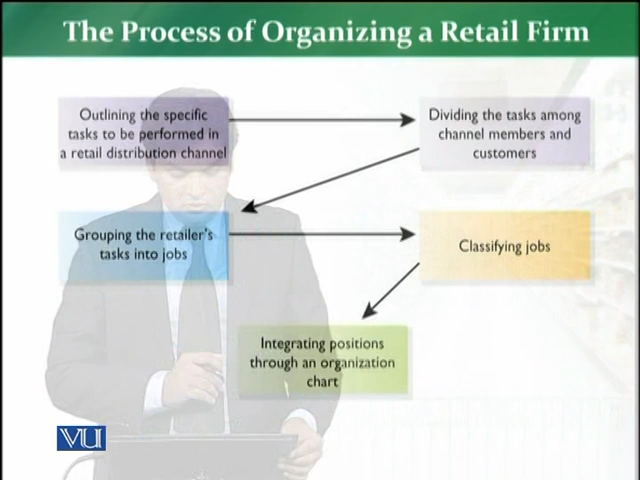 The Process of Organizing a Retail Firm
Outlining the specific
tasks to be performed in
a retail distribution channel
Dividing the tasks among
channel members and
customers
Grouping the retailer's
tasks into jobs
Classifying jobs
Integrating positions
through an organization
chart
VU